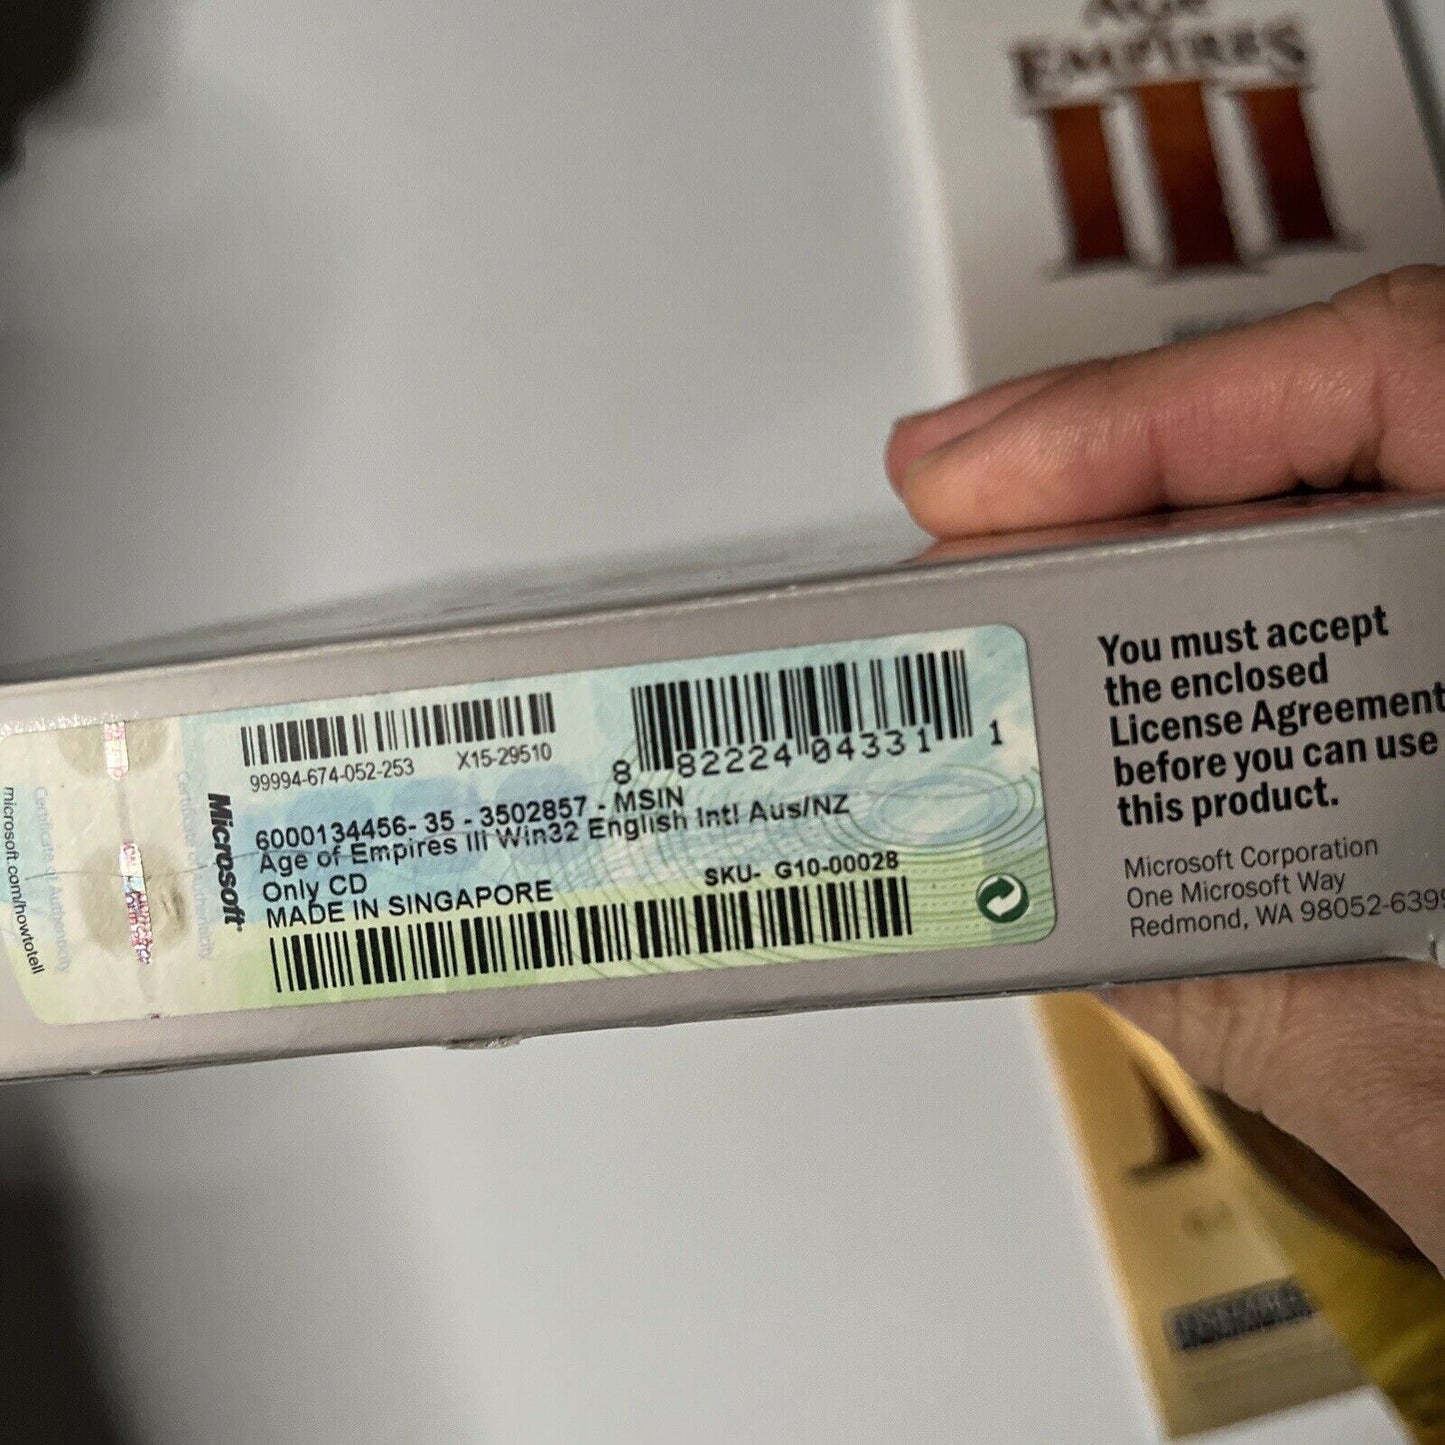 AGE
OF
EMPIRES
III
99994-674-052-253 X15-29510
8 82224 04331 1
6000134456- 35 - 3502857 - MSIN
Age of Empires III Win32 English Intl Aus/NZ
Only CD
MADE IN SINGAPORE SKU- G10-00028
Microsoft
Certificate of Authenticity
Certificate of Authenticity
microsoft.com/howtotell
You must accept
the enclosed
License Agreement
before you can use
this product.
Microsoft Corporation
One Microsoft Way
Redmond, WA 98052-6399